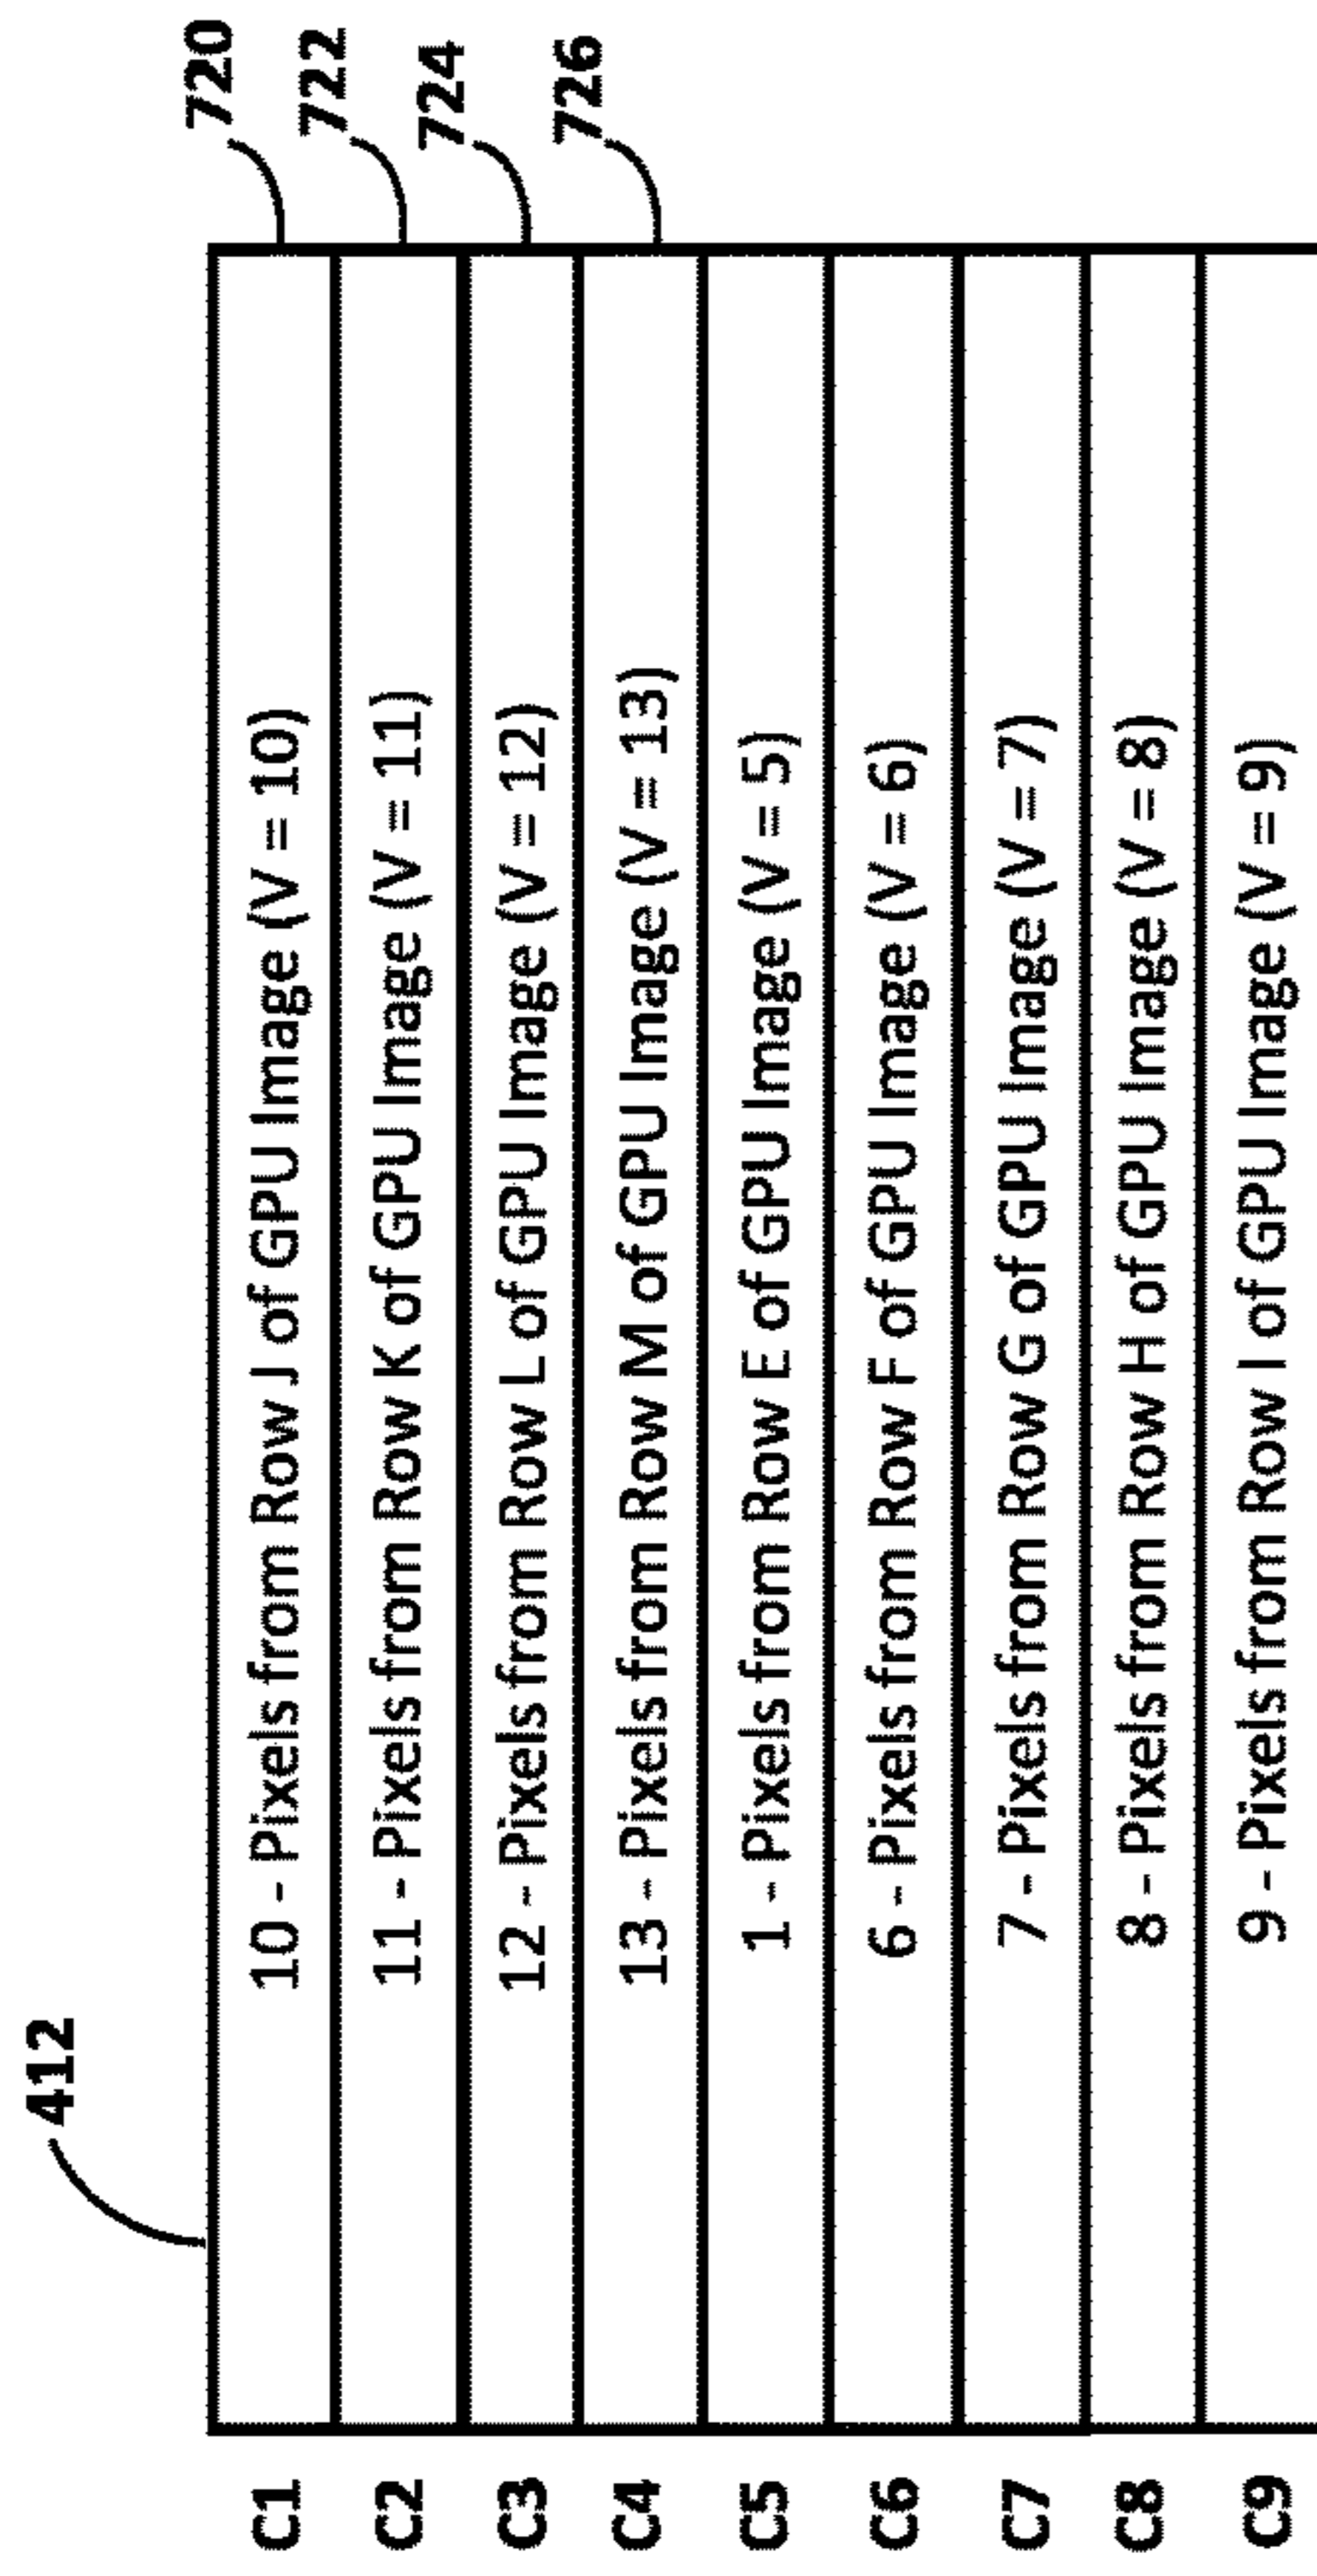 412
C1 10 - Pixels from Row J of GPU Image (V = 10) 720
C2 11 - Pixels from Row K of GPU Image (V = 11) 722
C3 12 - Pixels from Row L of GPU Image (V = 12) 724
C4 13 - Pixels from Row M of GPU Image (V = 13) 726
C5 1 - Pixels from Row E of GPU Image (V = 5)
C6 6 - Pixels from Row F of GPU Image (V = 6)
C7 7 - Pixels from Row G of GPU Image (V = 7)
C8 8 - Pixels from Row H of GPU Image (V = 8)
C9 9 - Pixels from Row I of GPU Image (V = 9)